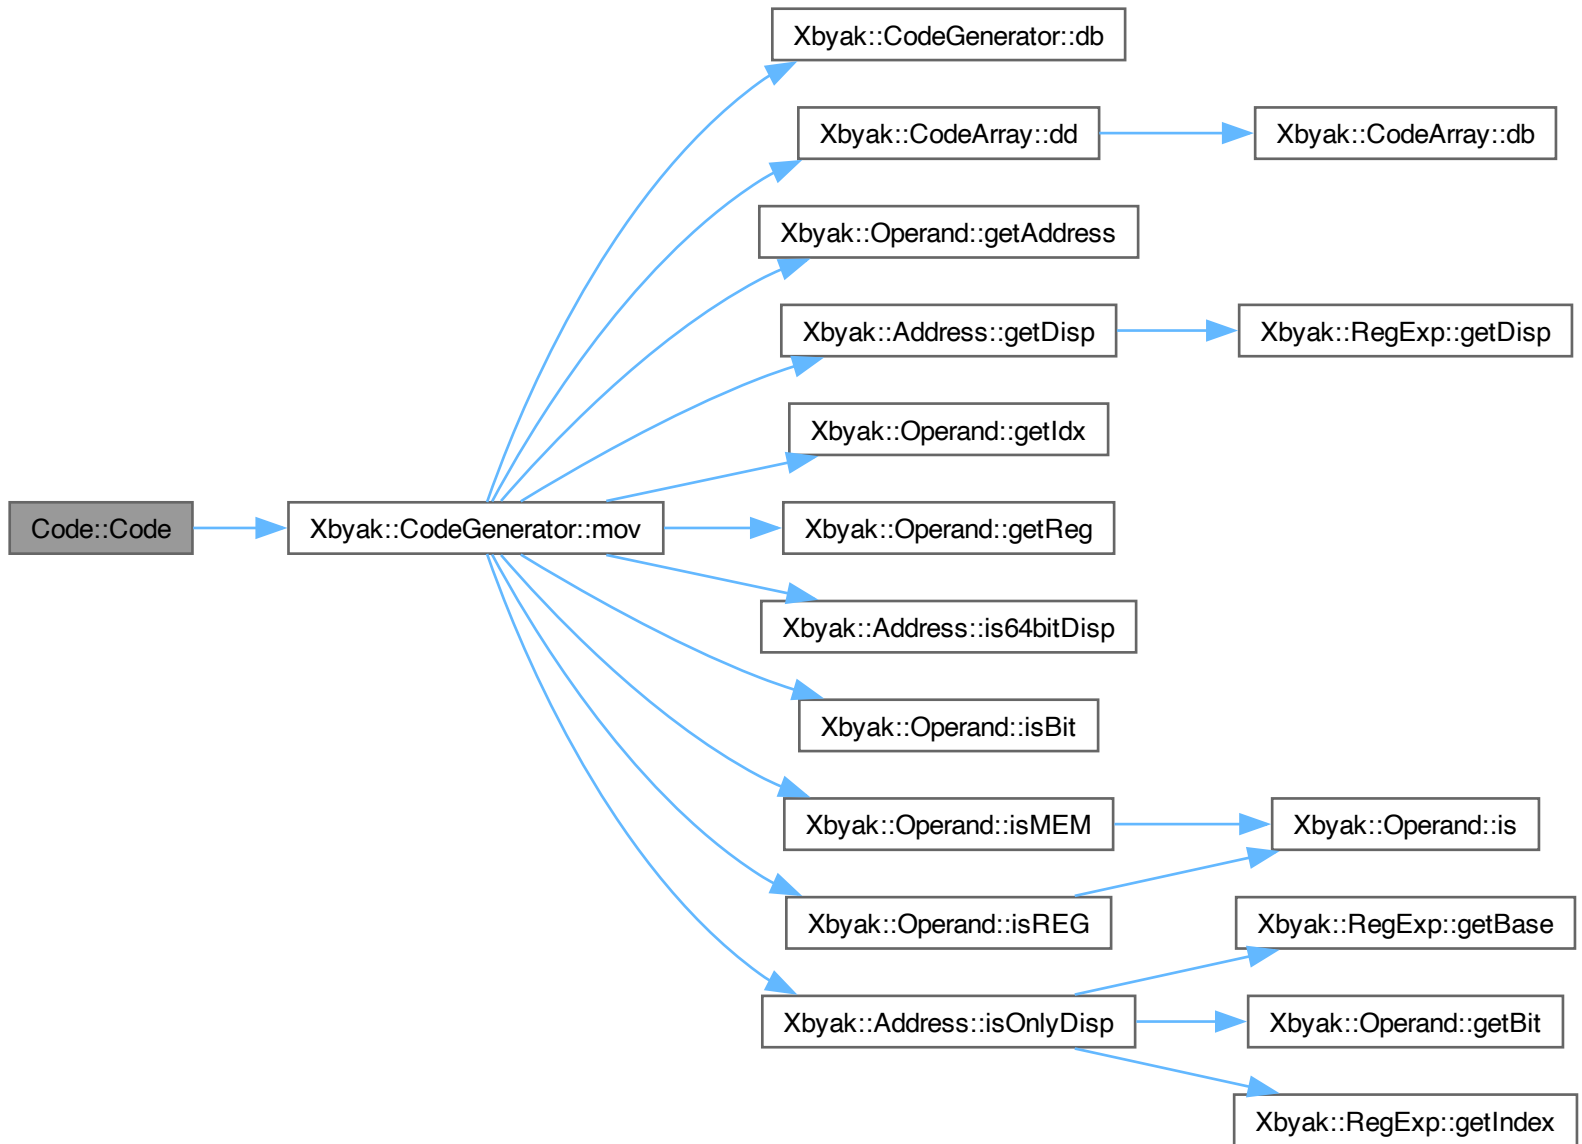 Xbyak::CodeGenerator::db
Xbyak::CodeArray::dd
Xbyak::CodeArray::db
Xbyak::Operand::getAddress
Xbyak::Address::getDisp
Xbyak::RegExp::getDisp
Xbyak::Operand::getIdx
Code::Code
Xbyak::CodeGenerator::mov
Xbyak::Operand::getReg
Xbyak::Address::is64bitDisp
Xbyak::Operand::isBit
Xbyak::Operand::isMEM
Xbyak::Operand::is
Xbyak::Operand::isREG
Xbyak::RegExp::getBase
Xbyak::Address::isOnlyDisp
Xbyak::Operand::getBit
Xbyak::RegExp::getIndex